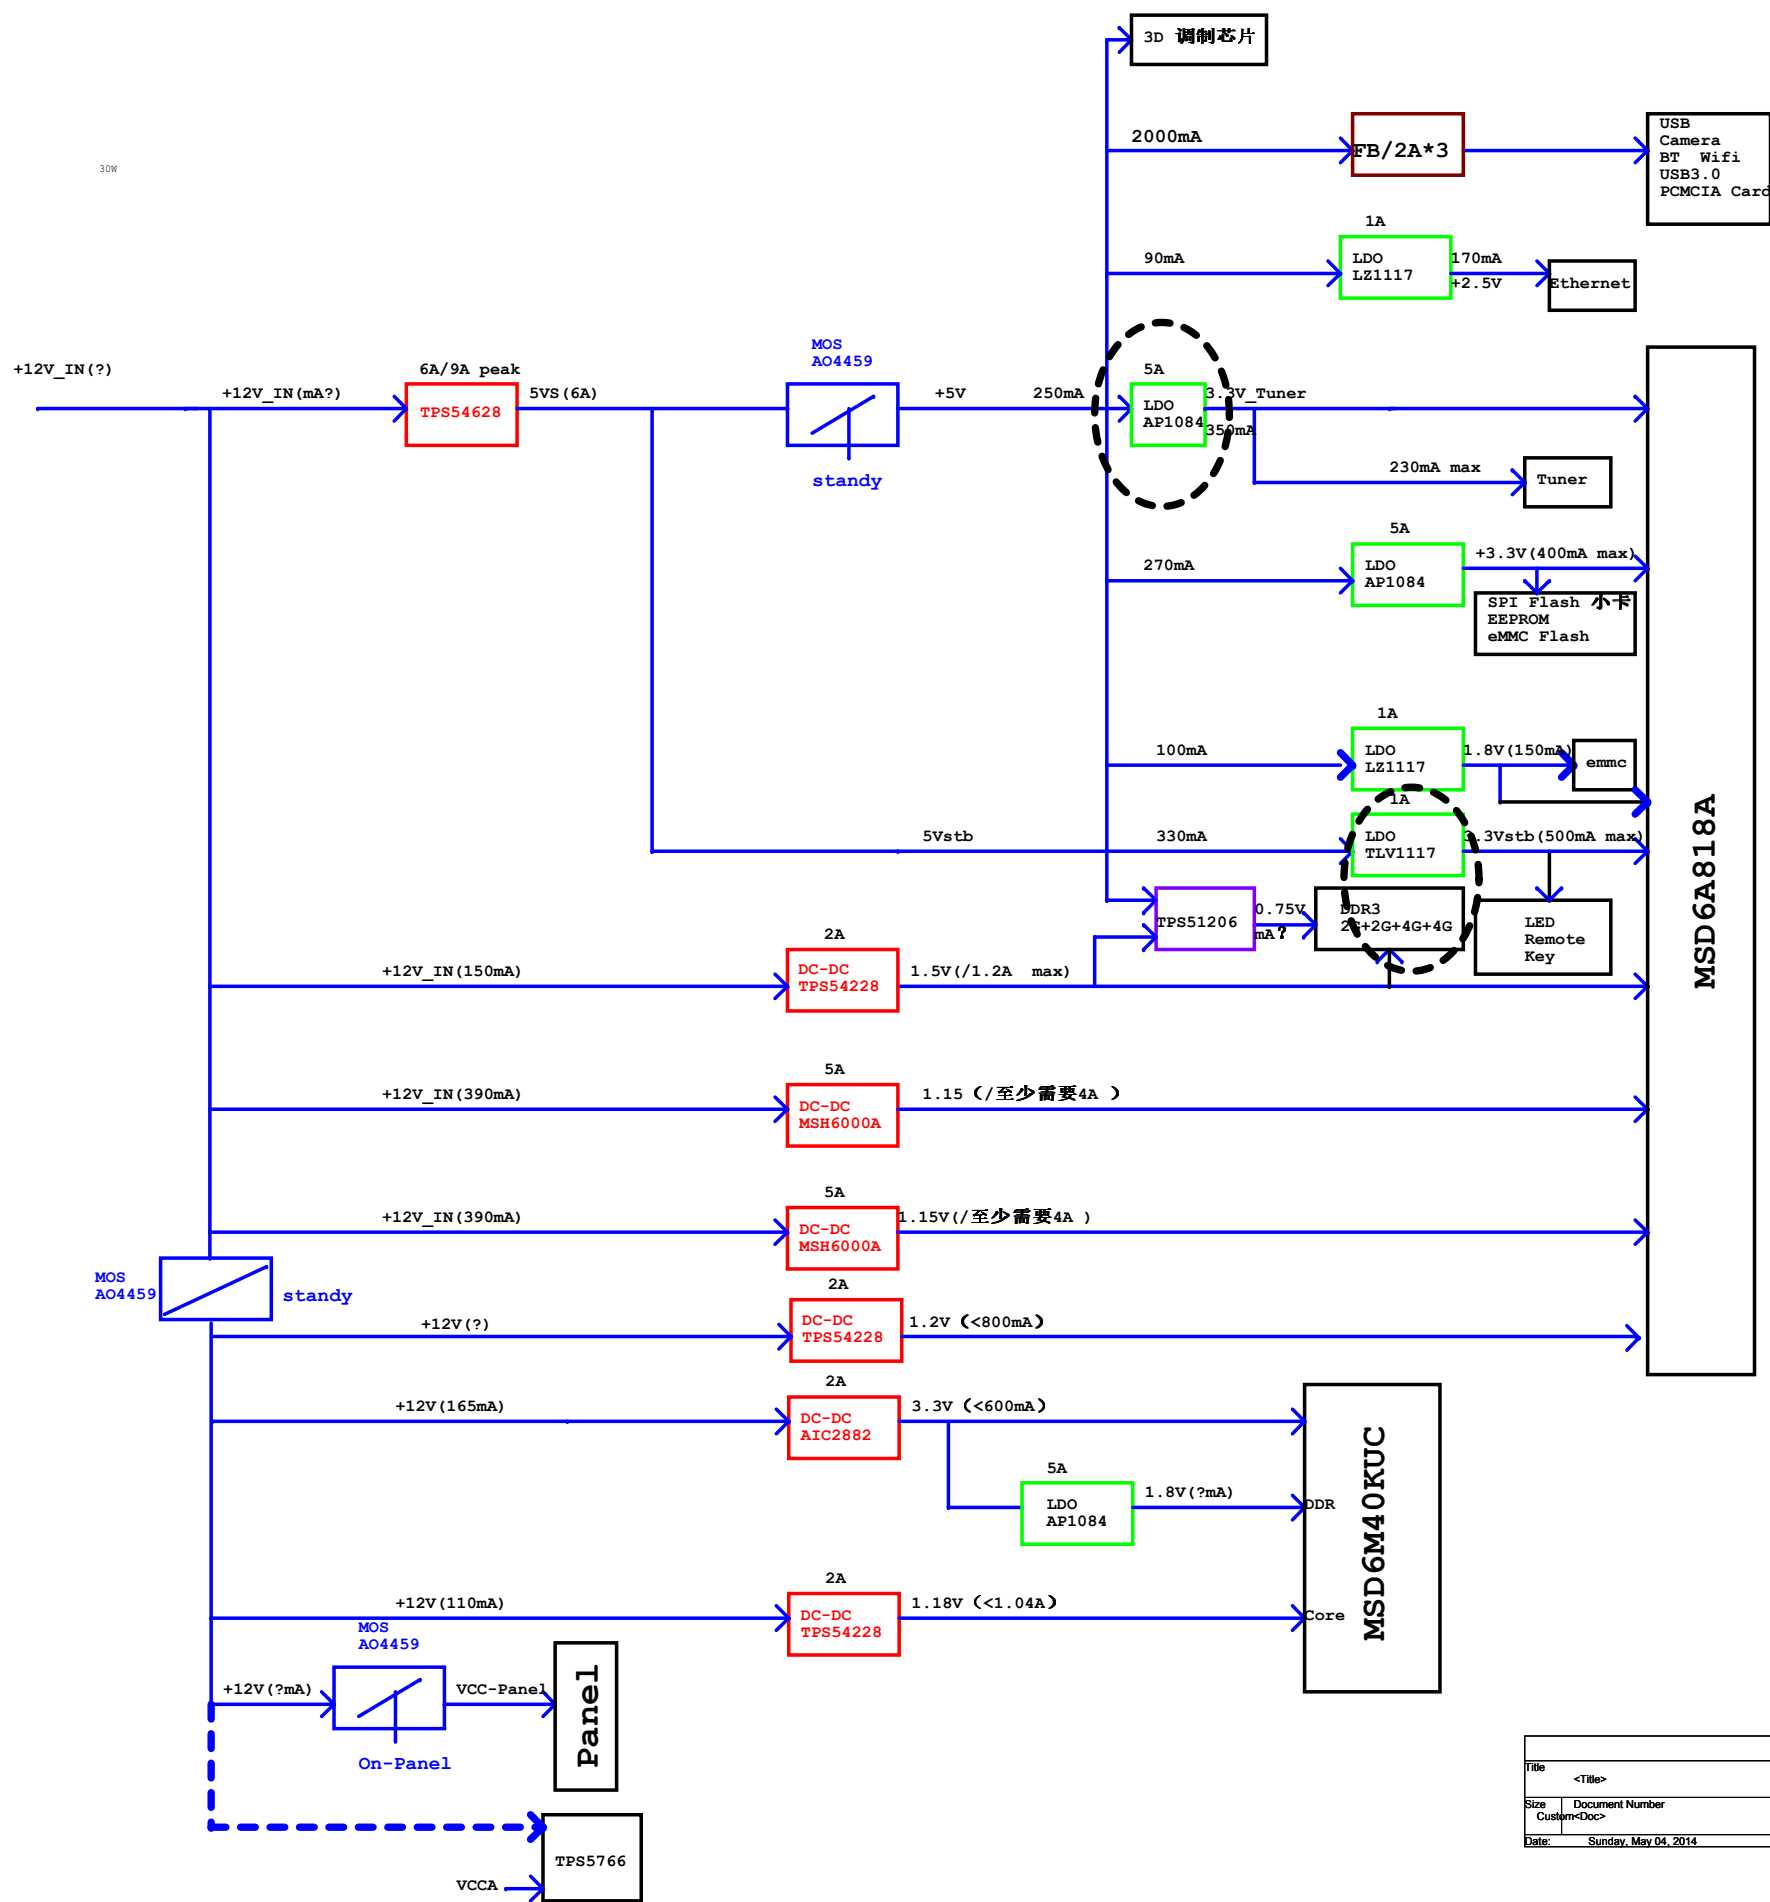 3D 调制芯片
2000mA
FB/2A*3
USB
Camera
BT Wifi
USB3.0
PCMCIA Card
30W
1A
90mA
LDO
LZ1117
170mA
+2.5V
Ethernet
+12V_IN(?)
+12V_IN(mA?)
6A/9A peak
TPS54628
5VS(6A)
MOS
AO4459
standy
+5V
250mA
5A
LDO
AP1084
3.3V_Tuner
350mA
230mA max
Tuner
5A
270mA
LDO
AP1084
+3.3V(400mA max)
SPI Flash 小卡
EEPROM
eMMC Flash
1A
100mA
LDO
LZ1117
1.8V(150mA)
emmc
1A
5Vstb
330mA
LDO
TLV1117
3.3Vstb(500mA max)
TPS51206
0.75V
mA?
DDR3
2G+2G+4G+4G
LED
Remote
Key
MSD6A818A
2A
+12V_IN(150mA)
DC-DC
TPS54228
1.5V(/1.2A max)
5A
+12V_IN(390mA)
DC-DC
MSH6000A
1.15（/至少需要4A ）
5A
+12V_IN(390mA)
DC-DC
MSH6000A
1.15V(/至少需要4A )
MOS
AO4459
standy
2A
+12V(?)
DC-DC
TPS54228
1.2V（<800mA）
2A
+12V(165mA)
DC-DC
AIC2882
3.3V（<600mA）
5A
LDO
AP1084
1.8V(?mA)
DDR
MSD6M40KUC
2A
+12V(110mA)
DC-DC
TPS54228
1.18V（<1.04A）
Core
MOS
AO4459
+12V(?mA)
VCC-Panel
On-Panel
Panel
TPS5766
VCCA
Title
<Title>
Size
Document Number
Custom
<Doc>
Date:
Sunday, May 04, 2014